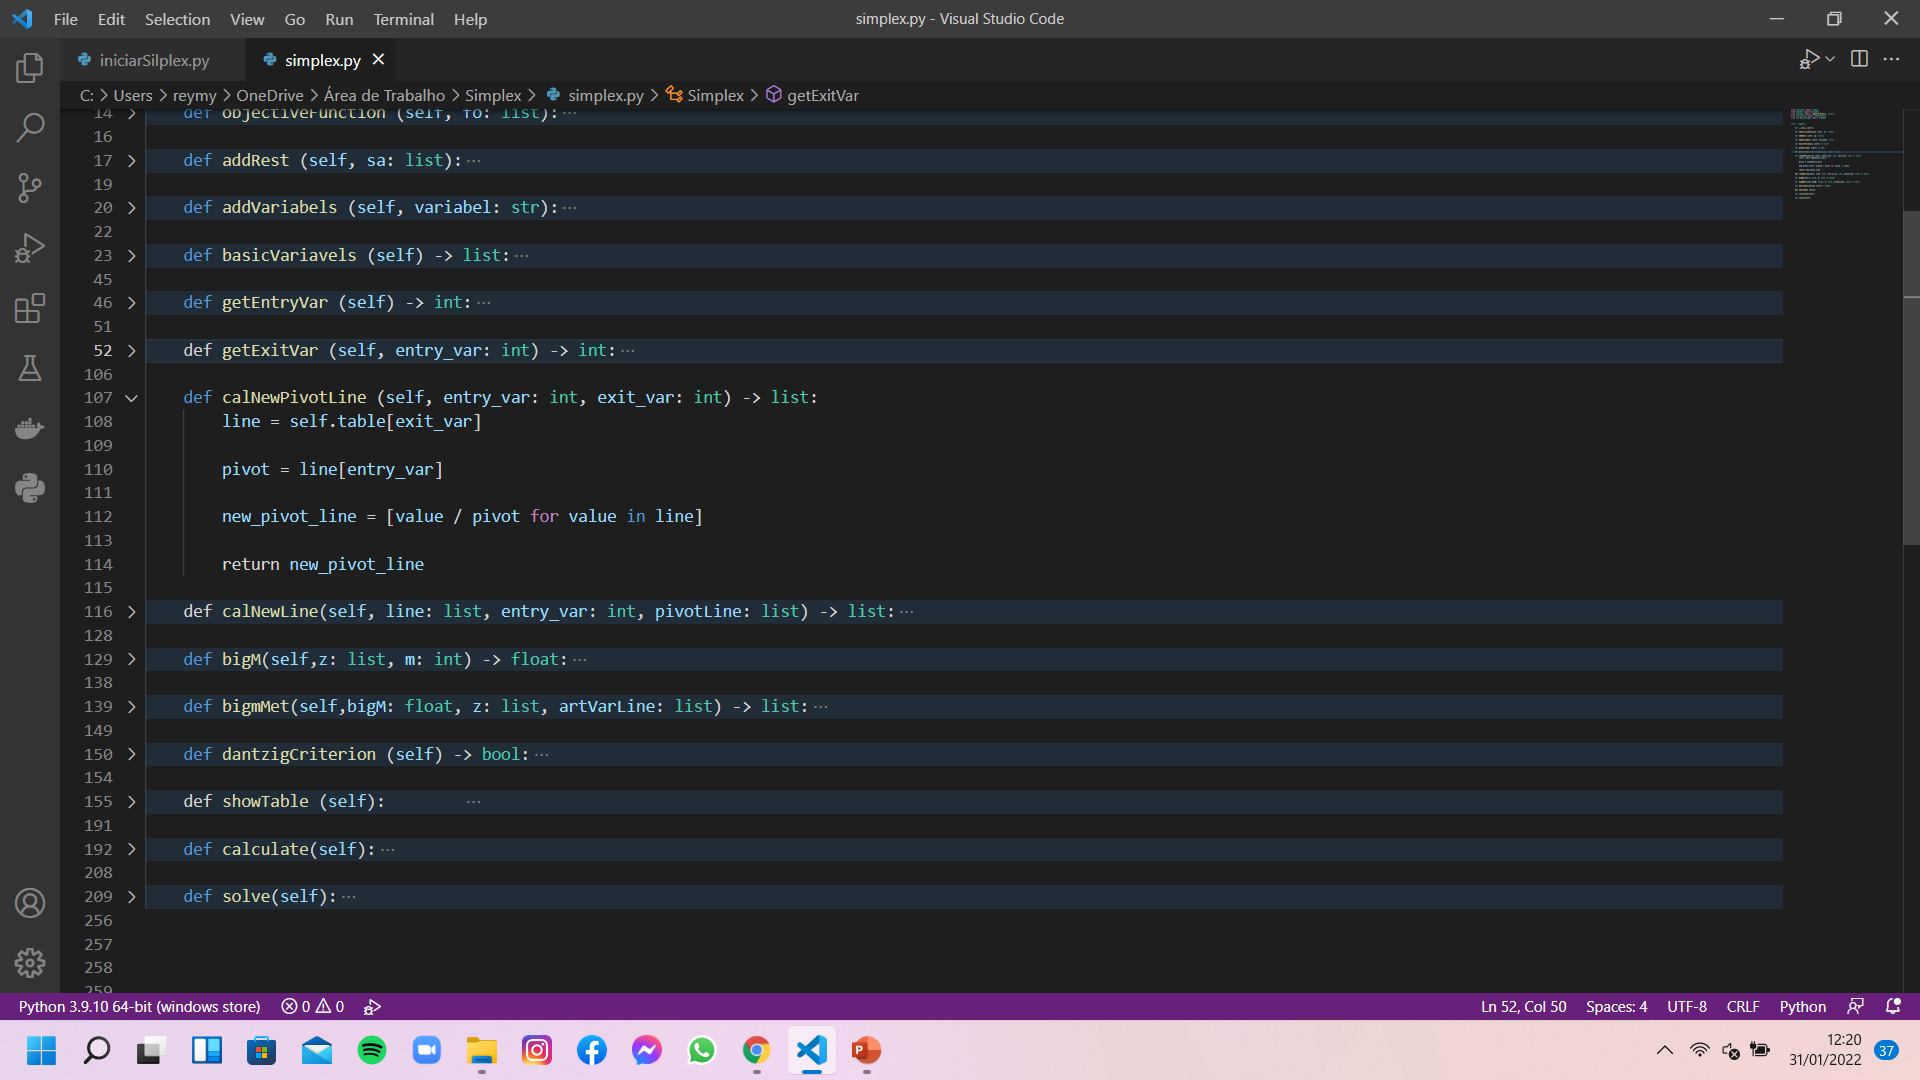 File Edit Selection View Go Run Terminal Help
simplex.py - Visual Studio Code
iniciarSilplex.py
simplex.py
C: > Users > reymy > OneDrive > Área de Trabalho > Simplex > simplex.py > Simplex > getExitVar
14 def objectiveFunction (self, fo: list):···
16
17 def addRest (self, sa: list):···
19
20 def addVariabels (self, variabel: str):···
22
23 def basicVariavels (self) -> list:···
45
46 def getEntryVar (self) -> int:···
51
52 def getExitVar (self, entry_var: int) -> int:···
106
107 def calNewPivotLine (self, entry_var: int, exit_var: int) -> list:
108 line = self.table[exit_var]
109
110 pivot = line[entry_var]
111
112 new_pivot_line = [value / pivot for value in line]
113
114 return new_pivot_line
115
116 def calNewLine(self, line: list, entry_var: int, pivotLine: list) -> list:···
128
129 def bigM(self,z: list, m: int) -> float:···
138
139 def bigmMet(self,bigM: float, z: list, artVarLine: list) -> list:···
149
150 def dantzigCriterion (self) -> bool:···
154
155 def showTable (self): ···
191
192 def calculate(self):···
208
209 def solve(self):···
256
257
258
259
Python 3.9.10 64-bit (windows store) 0 0
Ln 52, Col 50 Spaces: 4 UTF-8 CRLF Python
12:20
31/01/2022
37